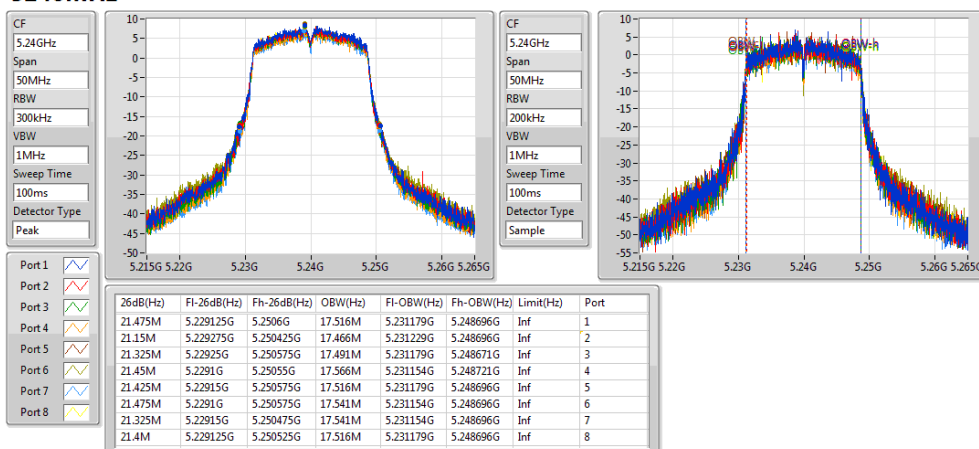 CF
5.24GHz
Span
50MHz
RBW
300kHz
VBW
1MHz
Sweep Time
100ms
Detector Type
Peak
10
5
0
-5
-10
-15
-20
-25
-30
-35
-40
-45
-50
5.215G 5.22G 5.23G 5.24G 5.25G 5.26G 5.265G
CF
5.24GHz
Span
50MHz
RBW
200kHz
VBW
1MHz
Sweep Time
100ms
Detector Type
Sample
10
5
0
-5
-10
-15
-20
-25
-30
-35
-40
-45
-50
-55
OBW-h
5.215G 5.22G 5.23G 5.24G 5.25G 5.26G 5.265G
Port 1
Port 2
Port 3
Port 4
Port 5
Port 6
Port 7
Port 8
26dB(Hz) Fl-26dB(Hz) Fh-26dB(Hz) OBW(Hz) Fl-OBW(Hz) Fh-OBW(Hz) Limit(Hz) Port
21.475M 5.229125G 5.2506G 17.516M 5.231179G 5.248696G Inf 1
21.15M 5.229275G 5.250425G 17.466M 5.231229G 5.248696G Inf 2
21.325M 5.22925G 5.250575G 17.491M 5.231179G 5.248671G Inf 3
21.45M 5.2291G 5.25055G 17.566M 5.231154G 5.248721G Inf 4
21.425M 5.22915G 5.250575G 17.516M 5.231179G 5.248696G Inf 5
21.475M 5.2291G 5.250575G 17.541M 5.231154G 5.248696G Inf 6
21.325M 5.22915G 5.250475G 17.541M 5.231154G 5.248696G Inf 7
21.4M 5.229125G 5.250525G 17.516M 5.231179G 5.248696G Inf 8